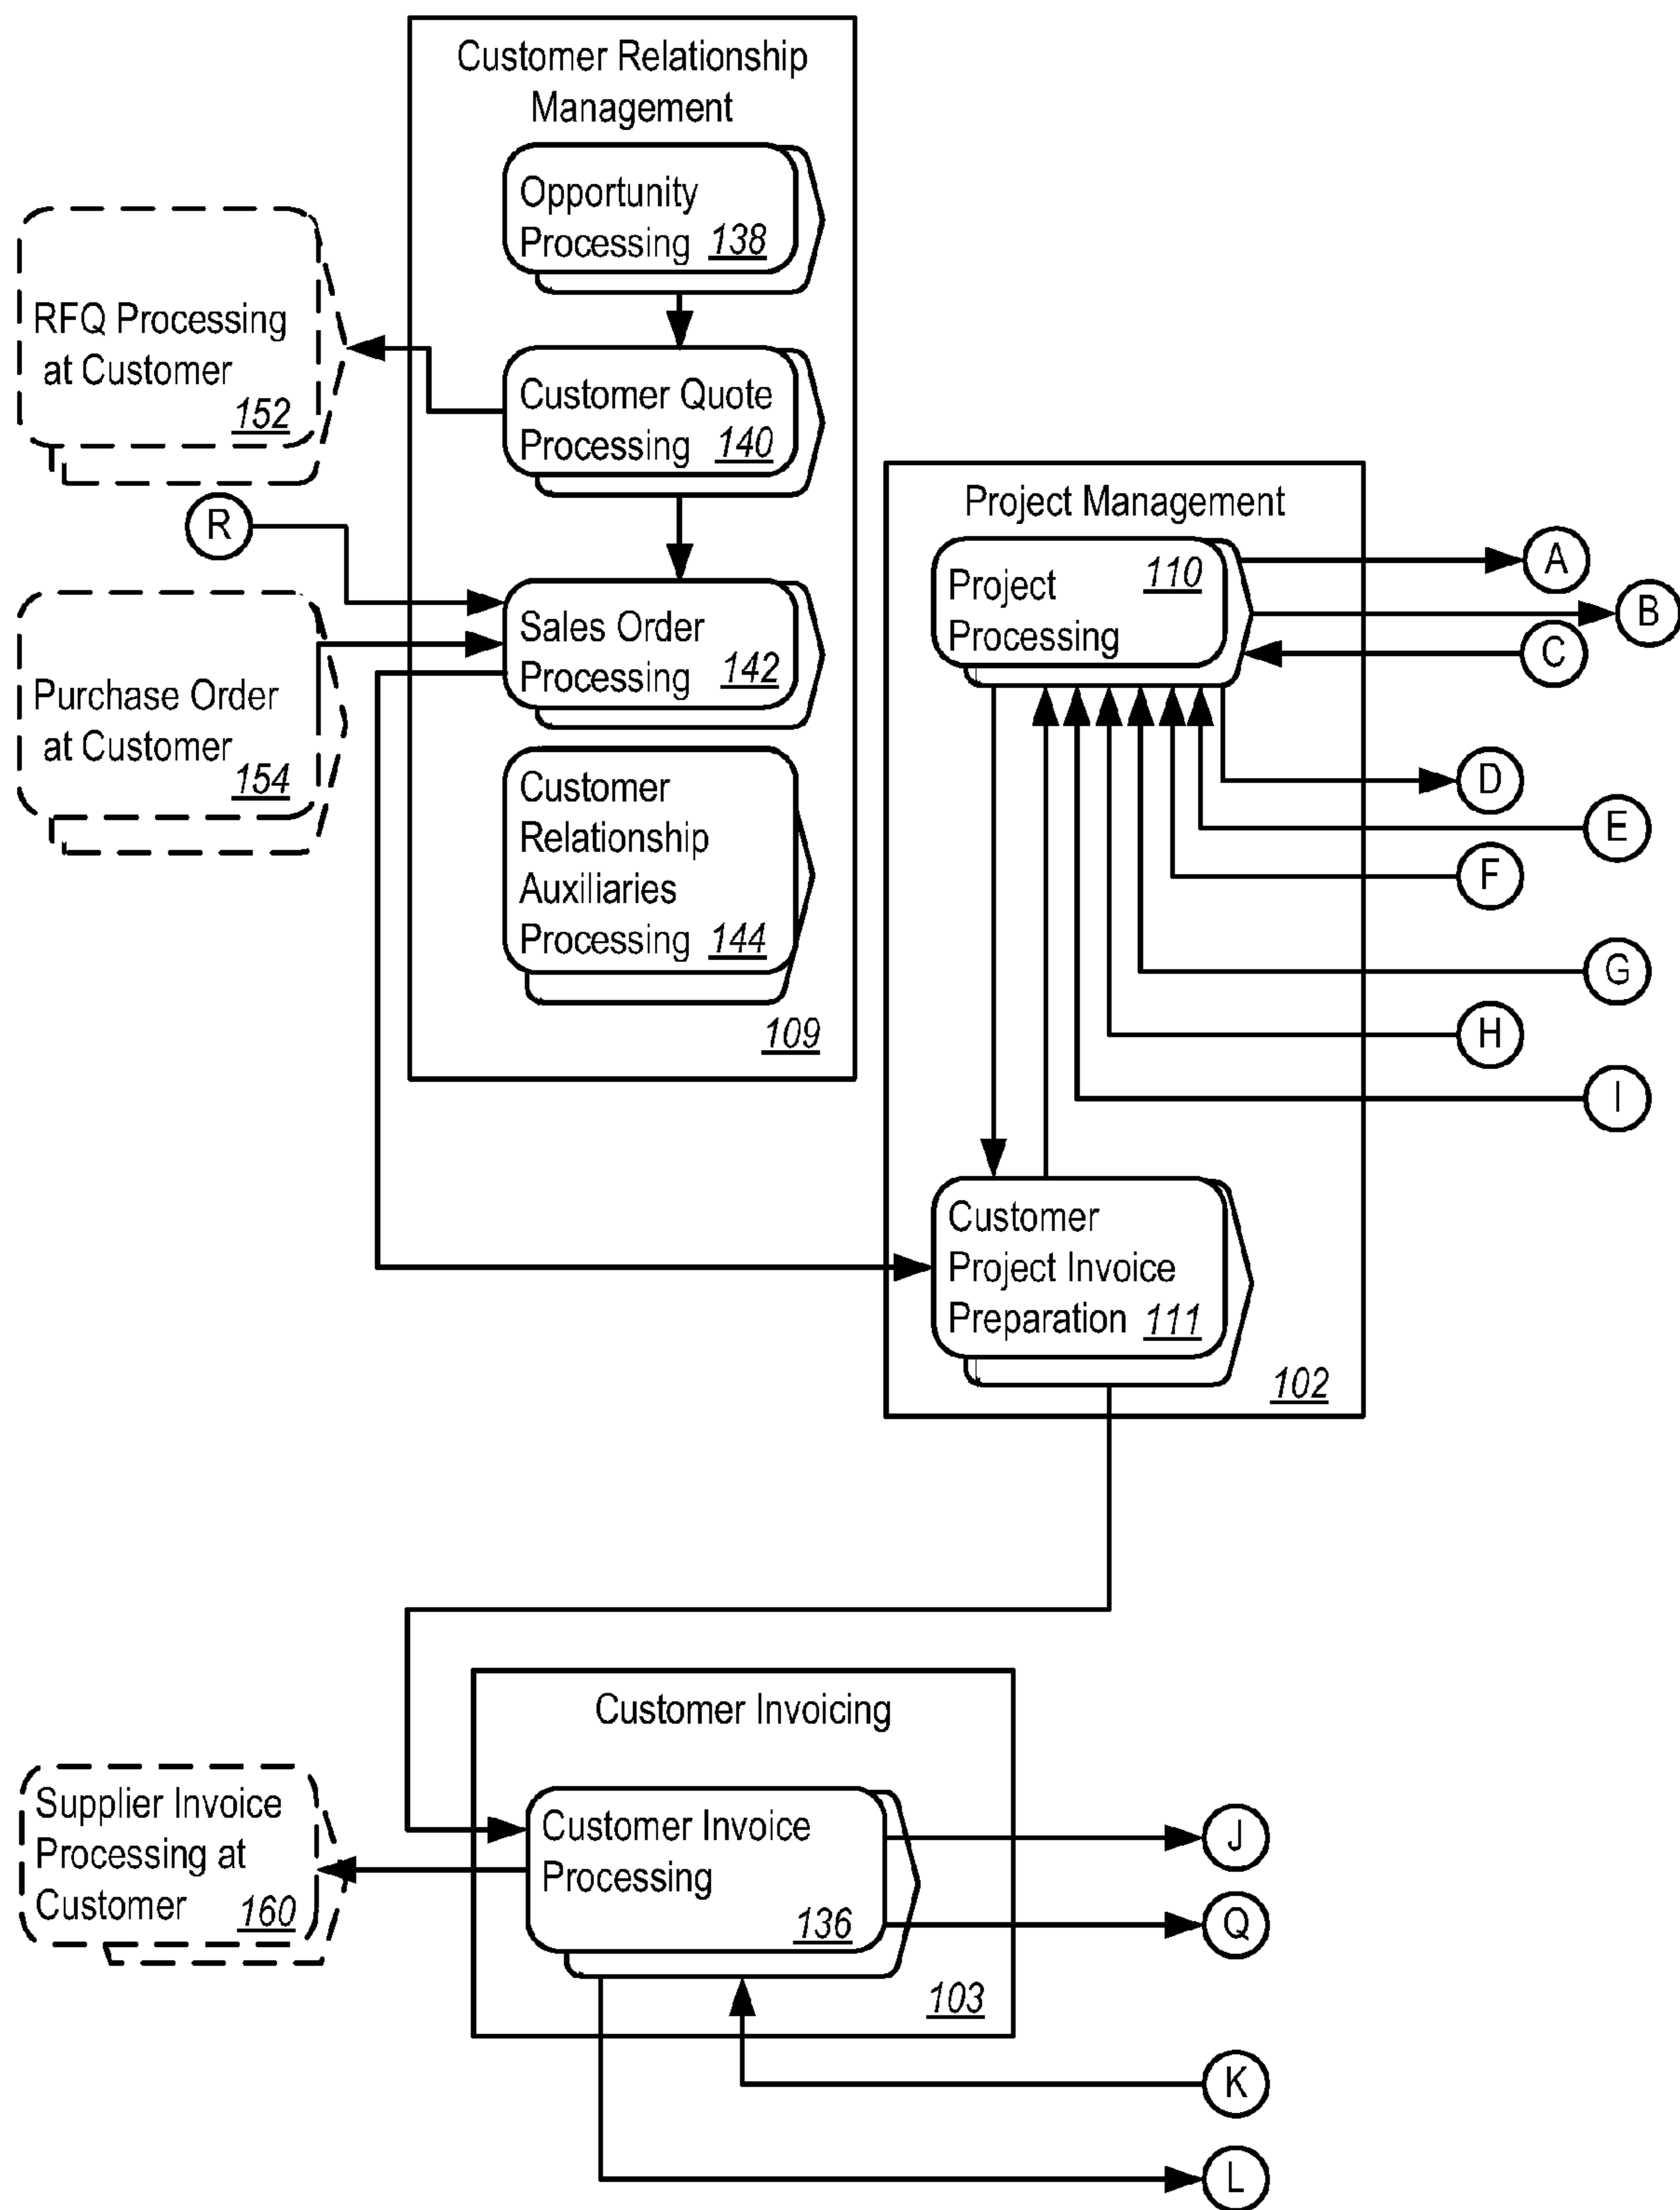 Customer Relationship
Management
Opportunity
Processing 138
RFQ Processing
at Customer
152
Customer Quote
Processing 140
R
Sales Order
Processing 142
Purchase Order
at Customer
154
Customer
Relationship
Auxiliaries
Processing 144
109
Project Management
110
Project
Processing
A
B
C
D
E
F
G
H
I
Customer
Project Invoice
Preparation 111
102
Customer Invoicing
Supplier Invoice
Processing at
Customer 160
Customer Invoice
Processing
136
103
J
Q
K
L